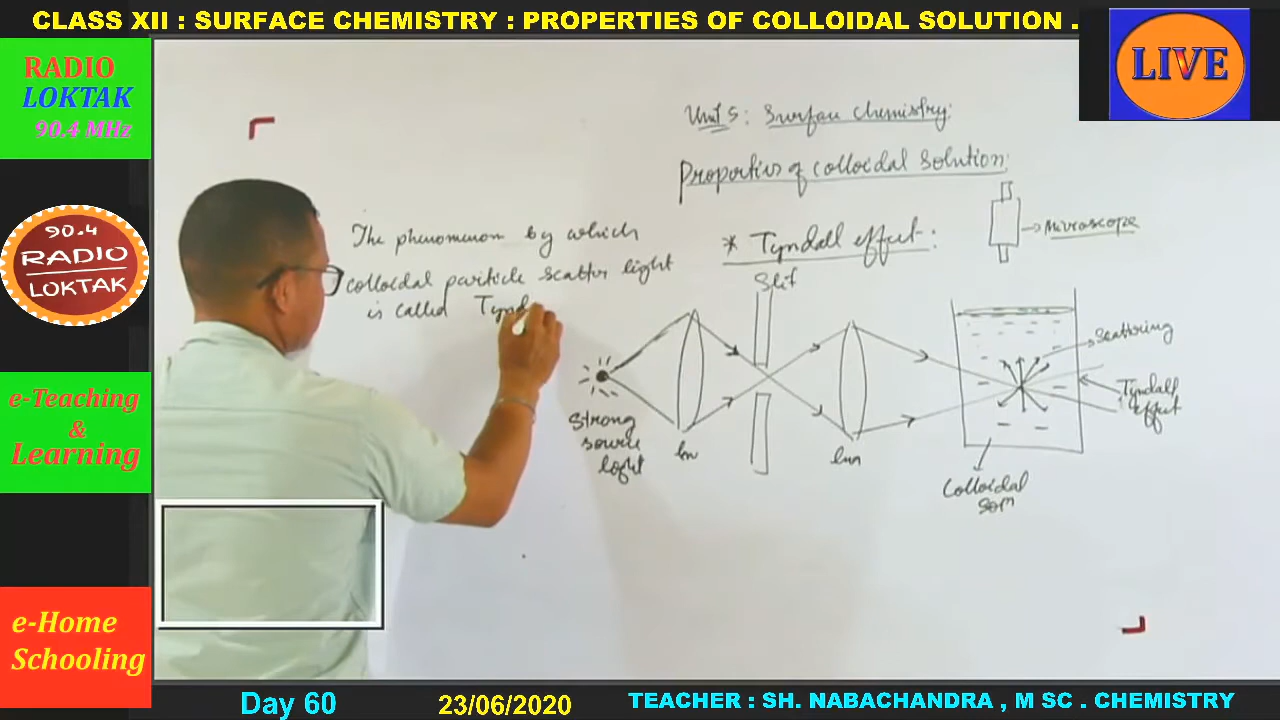 CLASS XII : SURFACE CHEMISTRY : PROPERTIES OF COLLOIDAL SOLUTION .
LIVE
RADIO
LOKTAK
90.4 MHz
90.4
RADIO
LOKTAK
e-Teaching
&
Learning
e-Home
Schooling
Unit 5: Surface Chemistry:
Properties of colloidal solution:
* Tyndall effect:
Microscope
The phenomenon by which
colloidal particle scatter light
is called Tynd
Slit
Strong
source
light
Scattering
Tyndall
effect
Colloidal
Day 60
23/06/2020
TEACHER : SH. NABACHANDRA , M SC . CHEMISTRY